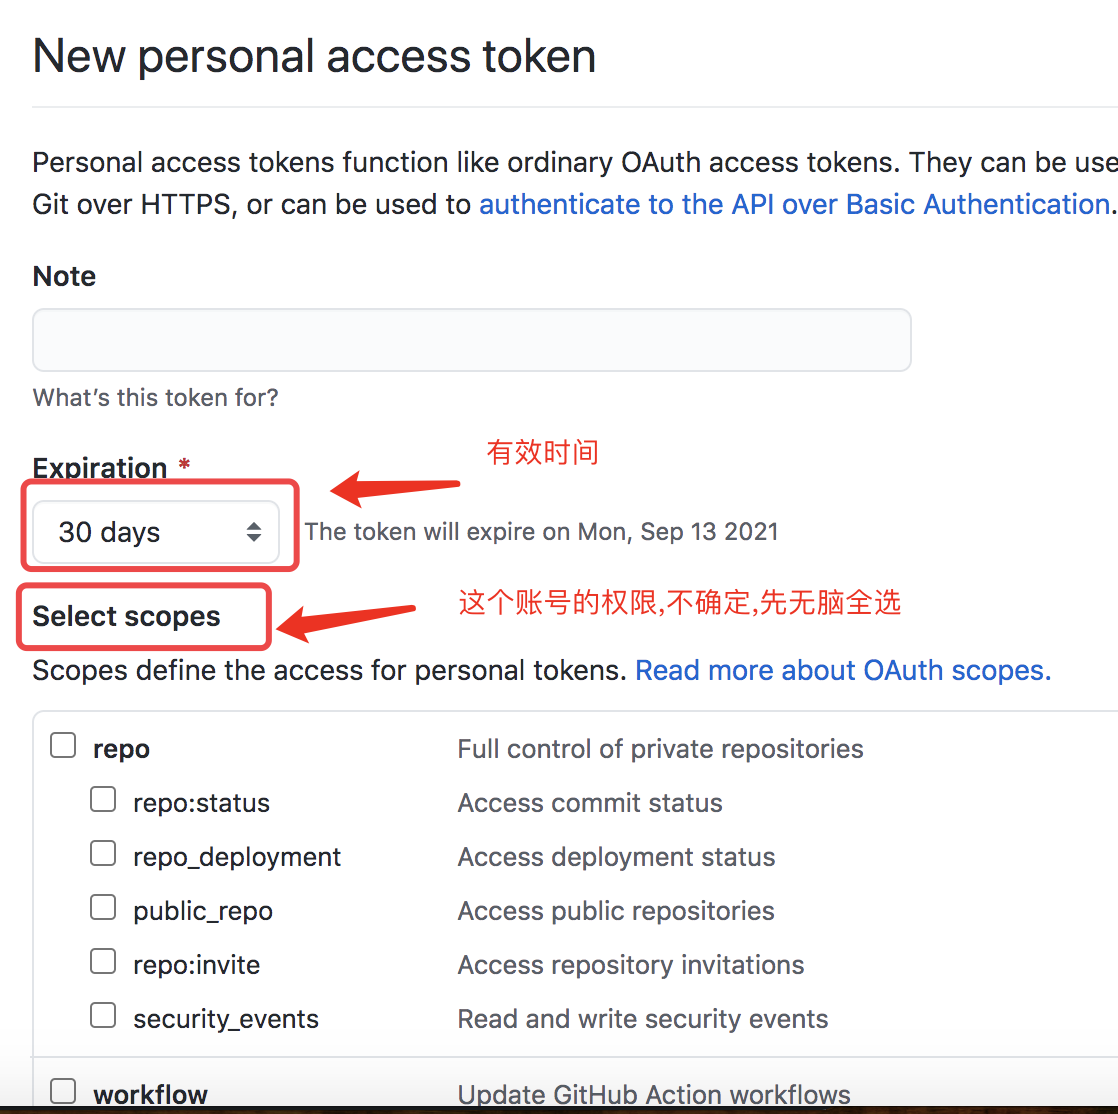 New personal access token
Personal access tokens function like ordinary OAuth access tokens. They can be use
Git over HTTPS, or can be used to authenticate to the API over Basic Authentication.
Note
What's this token for?
有效时间
Expiration *
30 days
The token will expire on Mon, Sep 13 2021
这个账号的权限,不确定,先无脑全选
Select scopes
Scopes define the access for personal tokens. Read more about OAuth scopes.
repo Full control of private repositories
repo:status Access commit status
repo_deployment Access deployment status
public_repo Access public repositories
repo:invite Access repository invitations
security_events Read and write security events
workflow Update GitHub Action workflows